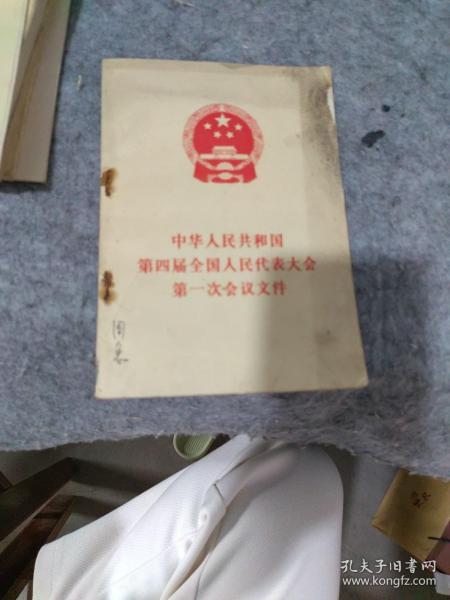 中华人民共和国
第四届全国人民代表大会
第一次会议文件
孔夫子旧书网
www.kongfz.com